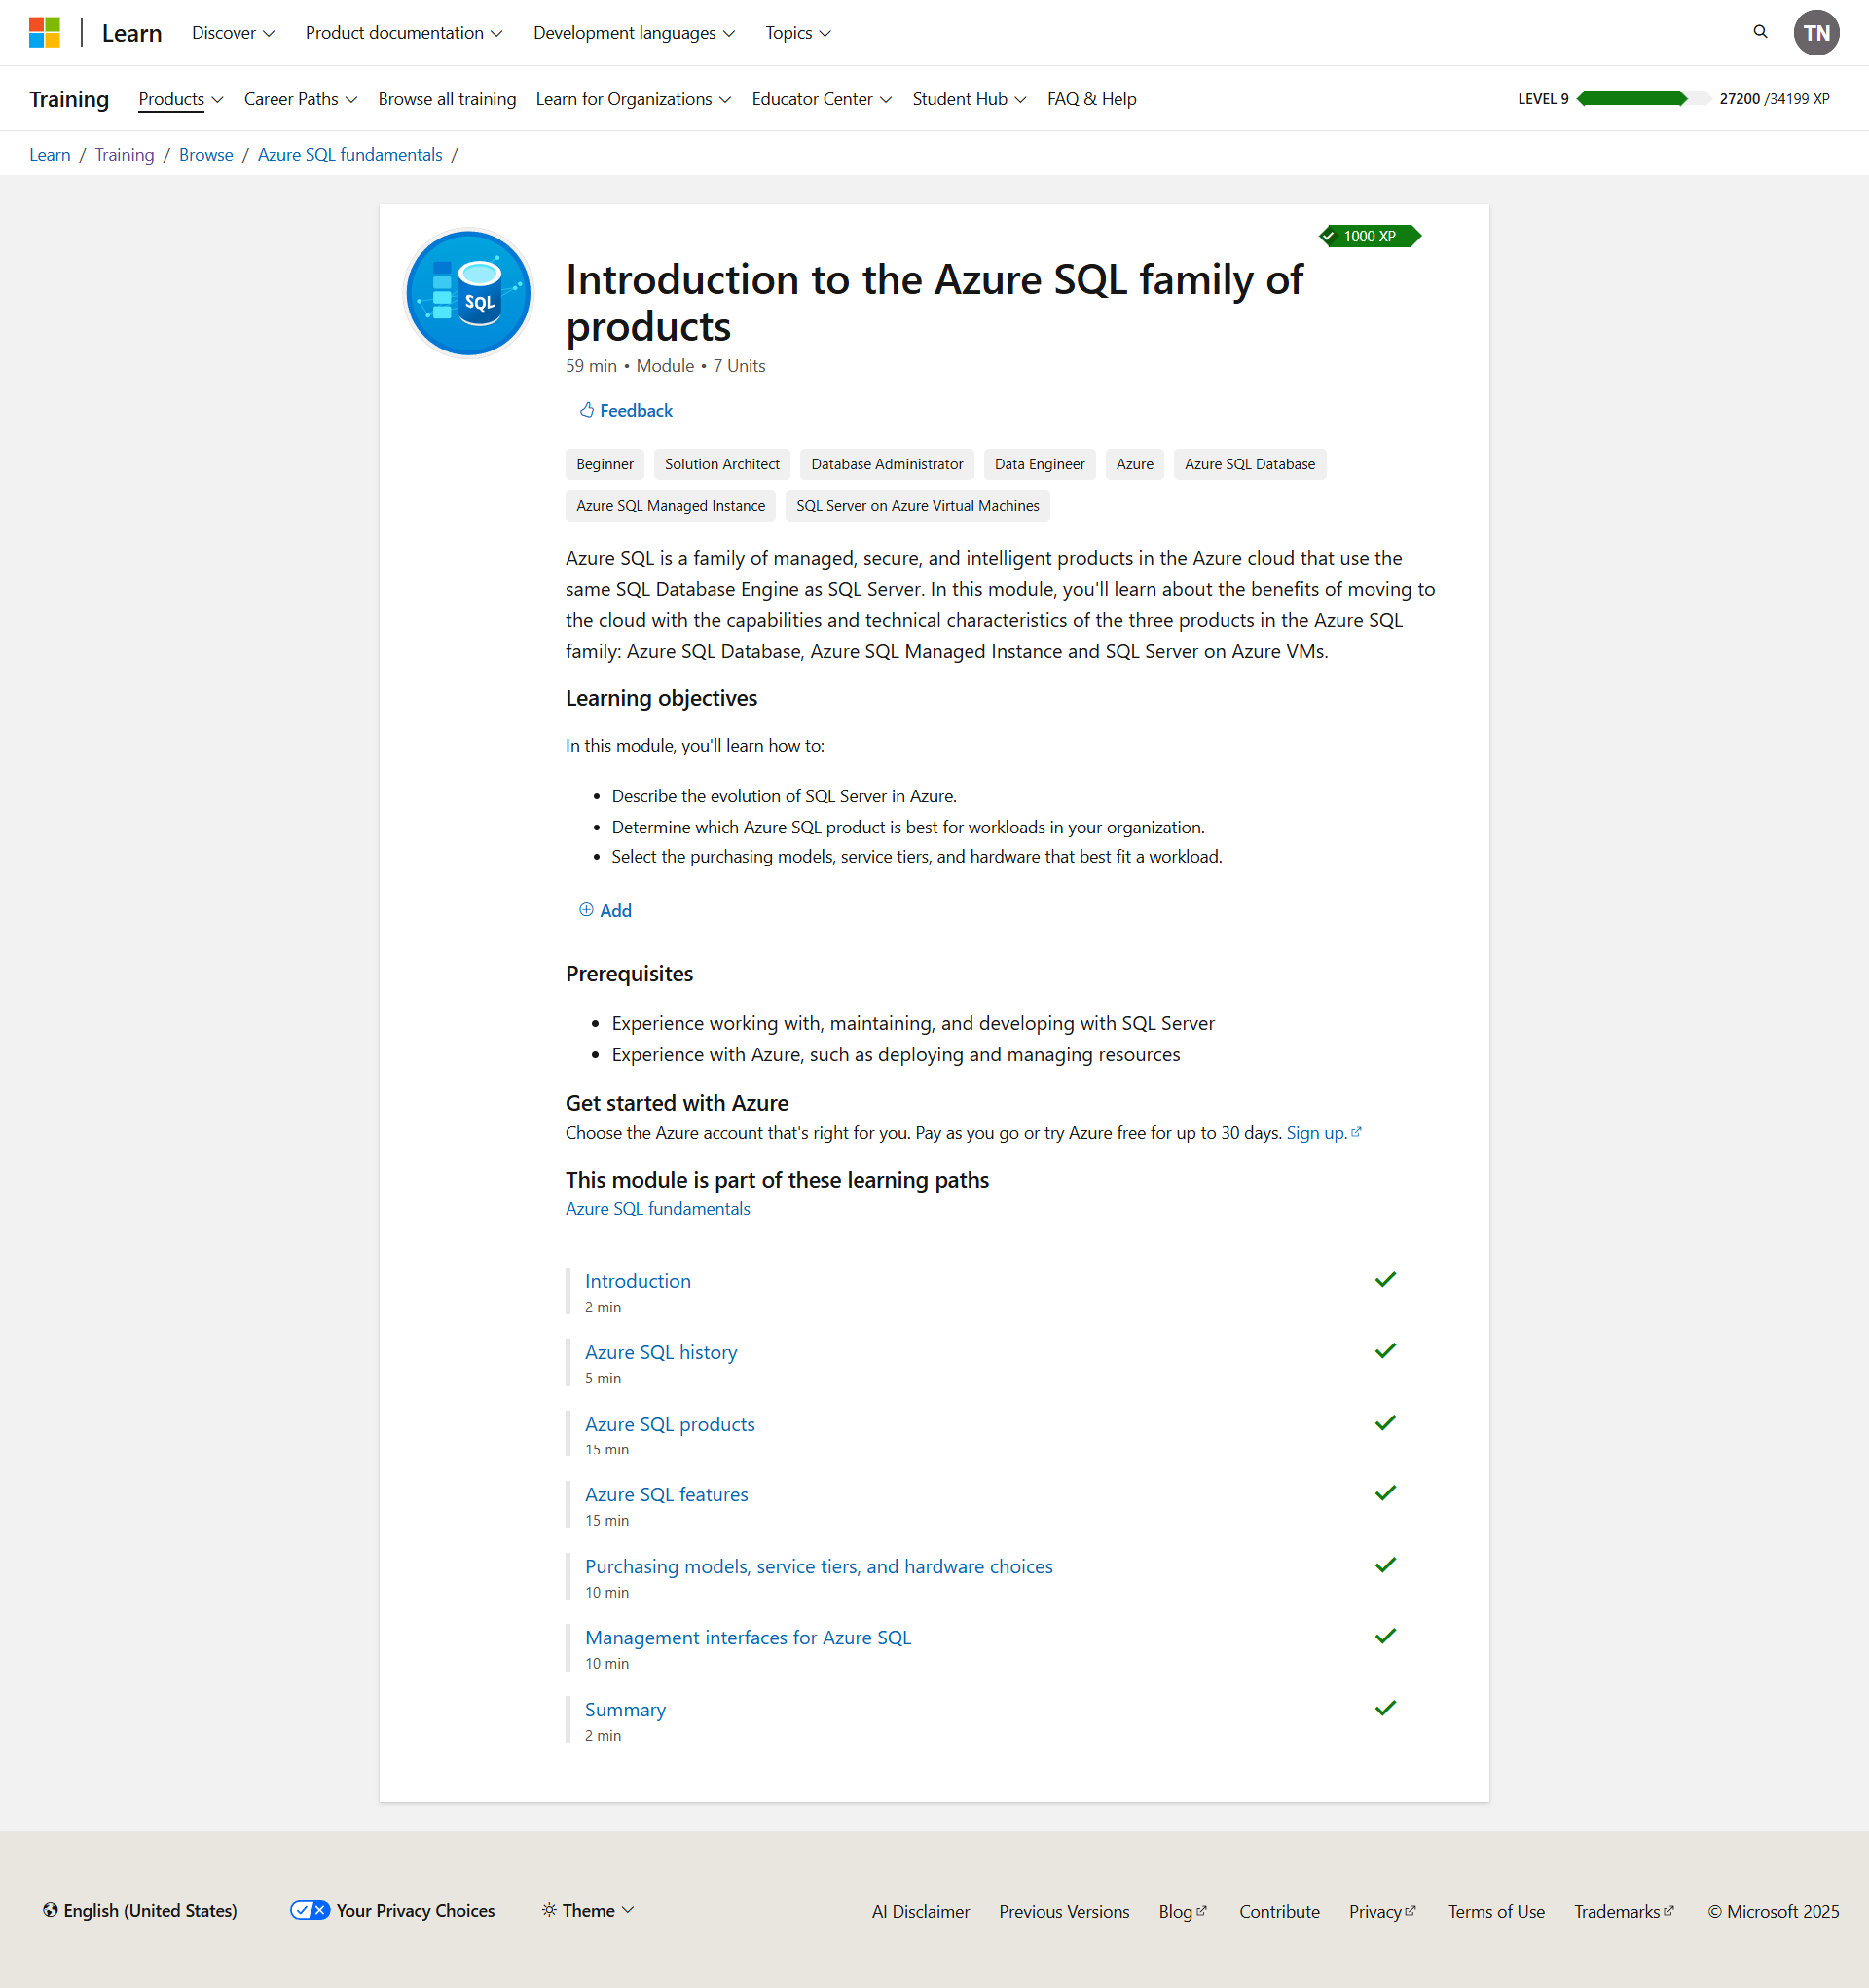 Learn Discover Product documentation Development languages Topics TN
Training Products Career Paths Browse all training Learn for Organizations Educator Center Student Hub FAQ & Help LEVEL 9 27200 /34199 XP
Learn / Training / Browse / Azure SQL fundamentals /
1000 XP
SQL
Introduction to the Azure SQL family of
products
59 min • Module • 7 Units
Feedback
Beginner Solution Architect Database Administrator Data Engineer Azure Azure SQL Database
Azure SQL Managed Instance SQL Server on Azure Virtual Machines
Azure SQL is a family of managed, secure, and intelligent products in the Azure cloud that use the
same SQL Database Engine as SQL Server. In this module, you'll learn about the benefits of moving to
the cloud with the capabilities and technical characteristics of the three products in the Azure SQL
family: Azure SQL Database, Azure SQL Managed Instance and SQL Server on Azure VMs.
Learning objectives
In this module, you'll learn how to:
• Describe the evolution of SQL Server in Azure.
• Determine which Azure SQL product is best for workloads in your organization.
• Select the purchasing models, service tiers, and hardware that best fit a workload.
Add
Prerequisites
• Experience working with, maintaining, and developing with SQL Server
• Experience with Azure, such as deploying and managing resources
Get started with Azure
Choose the Azure account that's right for you. Pay as you go or try Azure free for up to 30 days. Sign up.
This module is part of these learning paths
Azure SQL fundamentals
Introduction
2 min
Azure SQL history
5 min
Azure SQL products
15 min
Azure SQL features
15 min
Purchasing models, service tiers, and hardware choices
10 min
Management interfaces for Azure SQL
10 min
Summary
2 min
English (United States) Your Privacy Choices Theme AI Disclaimer Previous Versions Blog Contribute Privacy Terms of Use Trademarks © Microsoft 2025